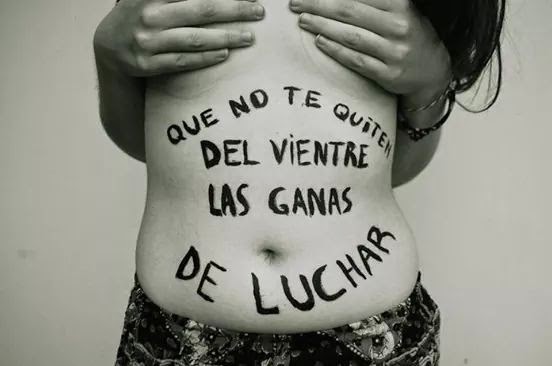 QUE NO TE QUiTEN
DEL ViENTRE
LAS GANAS
DE LUCHAR